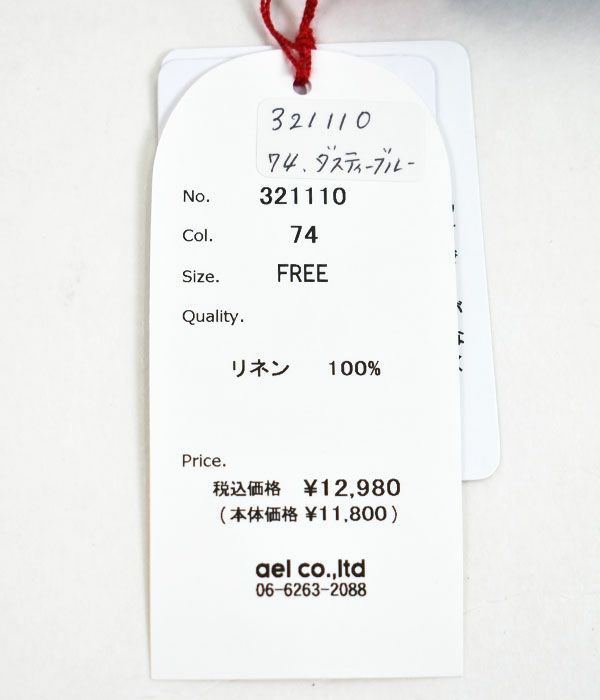 321110
74.ダスティーブルー
No. 321110
Col. 74
Size. FREE
Quality.
リネン 100%
Price.
税込価格 ¥12,980
(本体価格 ¥11,800)
ael co.,ltd
06-6263-2088